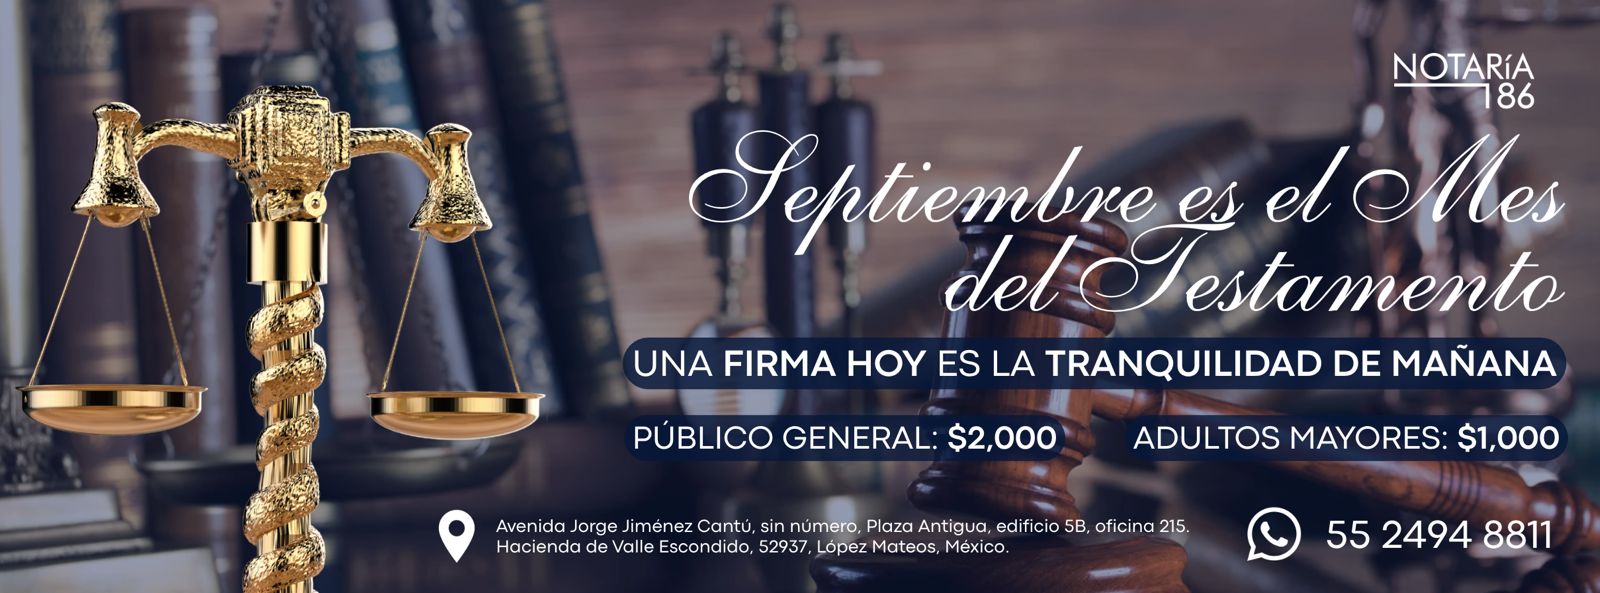 NOTARíA
186
Septiembre es el Mes
del Testamento
UNA FIRMA HOY ES LA TRANQUILIDAD DE MAÑANA
PÚBLICO GENERAL: $2,000
ADULTOS MAYORES: $1,000
Avenida Jorge Jiménez Cantú, sin número, Plaza Antigua, edificio 5B, oficina 215.
Hacienda de Valle Escondido, 52937, López Mateos, México.
55 2494 8811